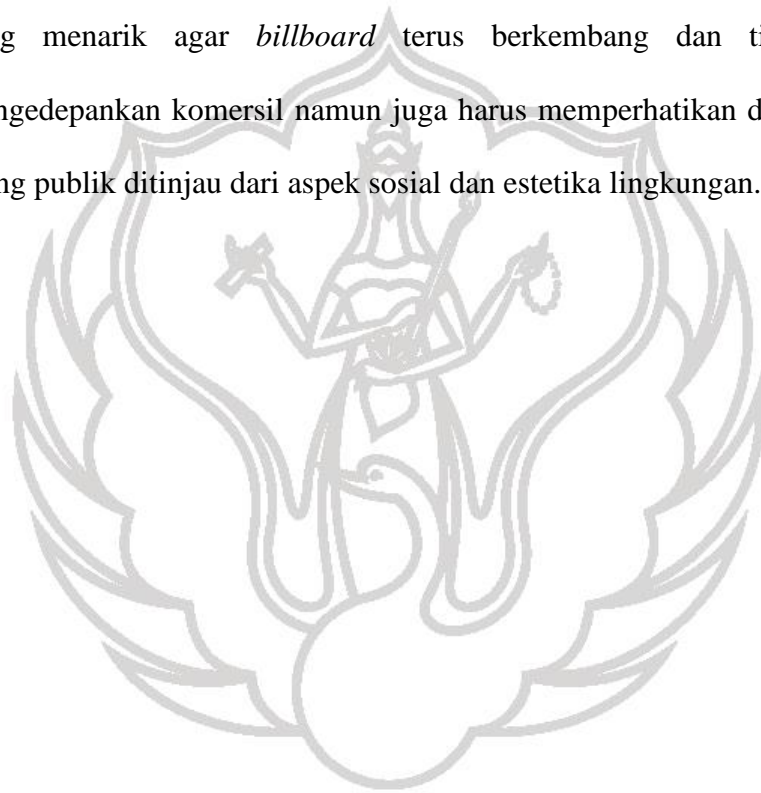 g menarik agar billboard terus berkembang dan ti
ngedepankan komersil namun juga harus memperhatikan d
ng publik ditinjau dari aspek sosial dan estetika lingkungan.